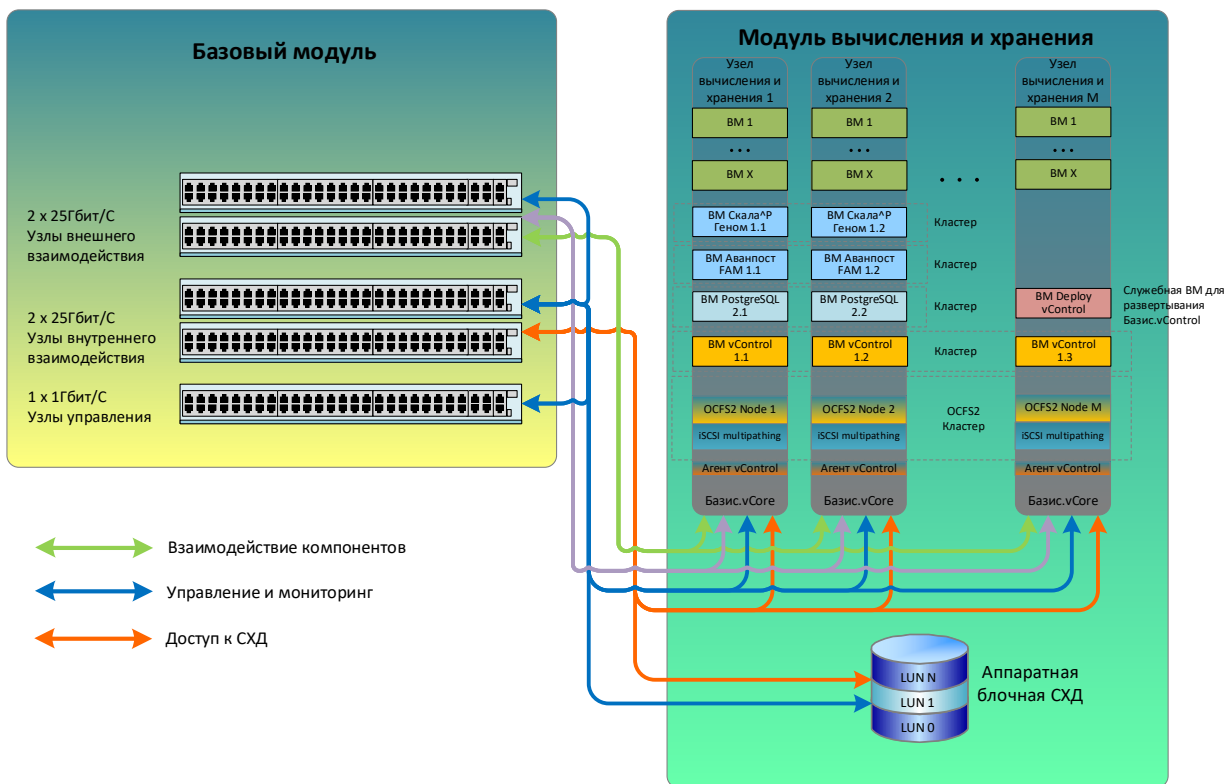 Базовый модуль
2 x 25Гбит/С
Узлы внешнего
взаимодействия
2 x 25Гбит/С
Узлы внутреннего
взаимодействия
1 x 1Гбит/С
Узлы управления
Взаимодействие компонентов
Управление и мониторинг
Доступ к СХД
Модуль вычисления и хранения
Узел
вычисления и
хранения 1
ВМ 1
...
ВМ X
ВМ Скала^Р
Геном 1.1
ВМ Аванпост
FAM 1.1
ВМ PostgreSQL
2.1
ВМ vControl
1.1
OCFS2 Node 1
iSCSI multipathing
Агент vControl
Базис.vCore
Узел
вычисления и
хранения 2
ВМ 1
...
ВМ X
ВМ Скала^Р
Геном 1.2
ВМ Аванпост
FAM 1.2
ВМ PostgreSQL
2.2
ВМ vControl
1.2
OCFS2 Node 2
iSCSI multipathing
Агент vControl
Базис.vCore
. . .
Кластер
Кластер
Кластер
Кластер
OCFS2
Кластер
Узел
вычисления и
хранения M
ВМ 1
...
ВМ X
ВМ Deploy
vControl
ВМ vControl
1.3
OCFS2 Node M
iSCSI multipathing
Агент vControl
Базис.vCore
Служебная ВМ для
развертывания
Базис.vControl
LUN N
LUN 1
LUN 0
Аппаратная
блочная СХД